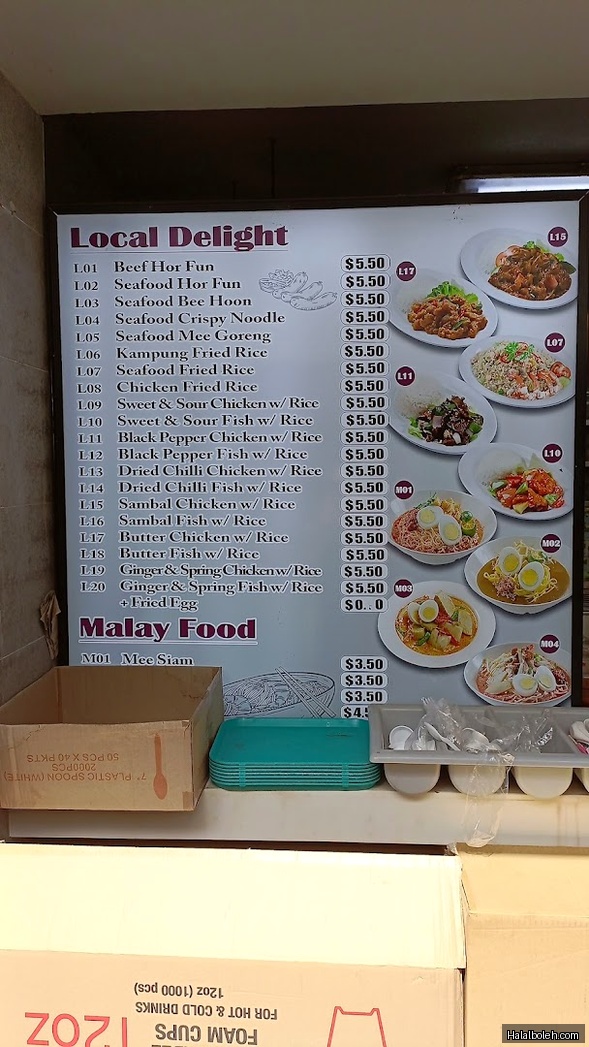 Local Delight
L01 Beef Hor Fun $5.50
L02 Seafood Hor Fun $5.50
L03 Seafood Bee Hoon $5.50
L04 Seafood Crispy Noodle $5.50
L05 Seafood Mee Goreng $5.50
L06 Kampung Fried Rice $5.50
L07 Seafood Fried Rice $5.50
L08 Chicken Fried Rice $5.50
L09 Sweet & Sour Chicken w/ Rice $5.50
L10 Sweet & Sour Fish w/ Rice $5.50
L11 Black Pepper Chicken w/ Rice $5.50
L12 Black Pepper Fish w/ Rice $5.50
L13 Dried Chilli Chicken w/ Rice $5.50
L14 Dried Chilli Fish w/ Rice $5.50
L15 Sambal Chicken w/ Rice $5.50
L16 Sambal Fish w/ Rice $5.50
L17 Butter Chicken w/ Rice $5.50
L18 Butter Fish w/ Rice $5.50
L19 Ginger & Spring Chicken w/ Rice $5.50
L20 Ginger & Spring Fish w/ Rice $5.50
+ Fried Egg $0.. 0
Malay Food
M01 Mee Siam $3.50
$3.50
$3.50
$4.5
L15
L17
L07
L11
L10
M01
M02
M03
M04
7" PLASTIC SPOON (WHITE)
50 PCS X 40 PKTS
2000PCS
12OZ
FOAM CUPS
FOR HOT & COLD DRINKS
12oz (1000 pcs)
Halalboleh.com